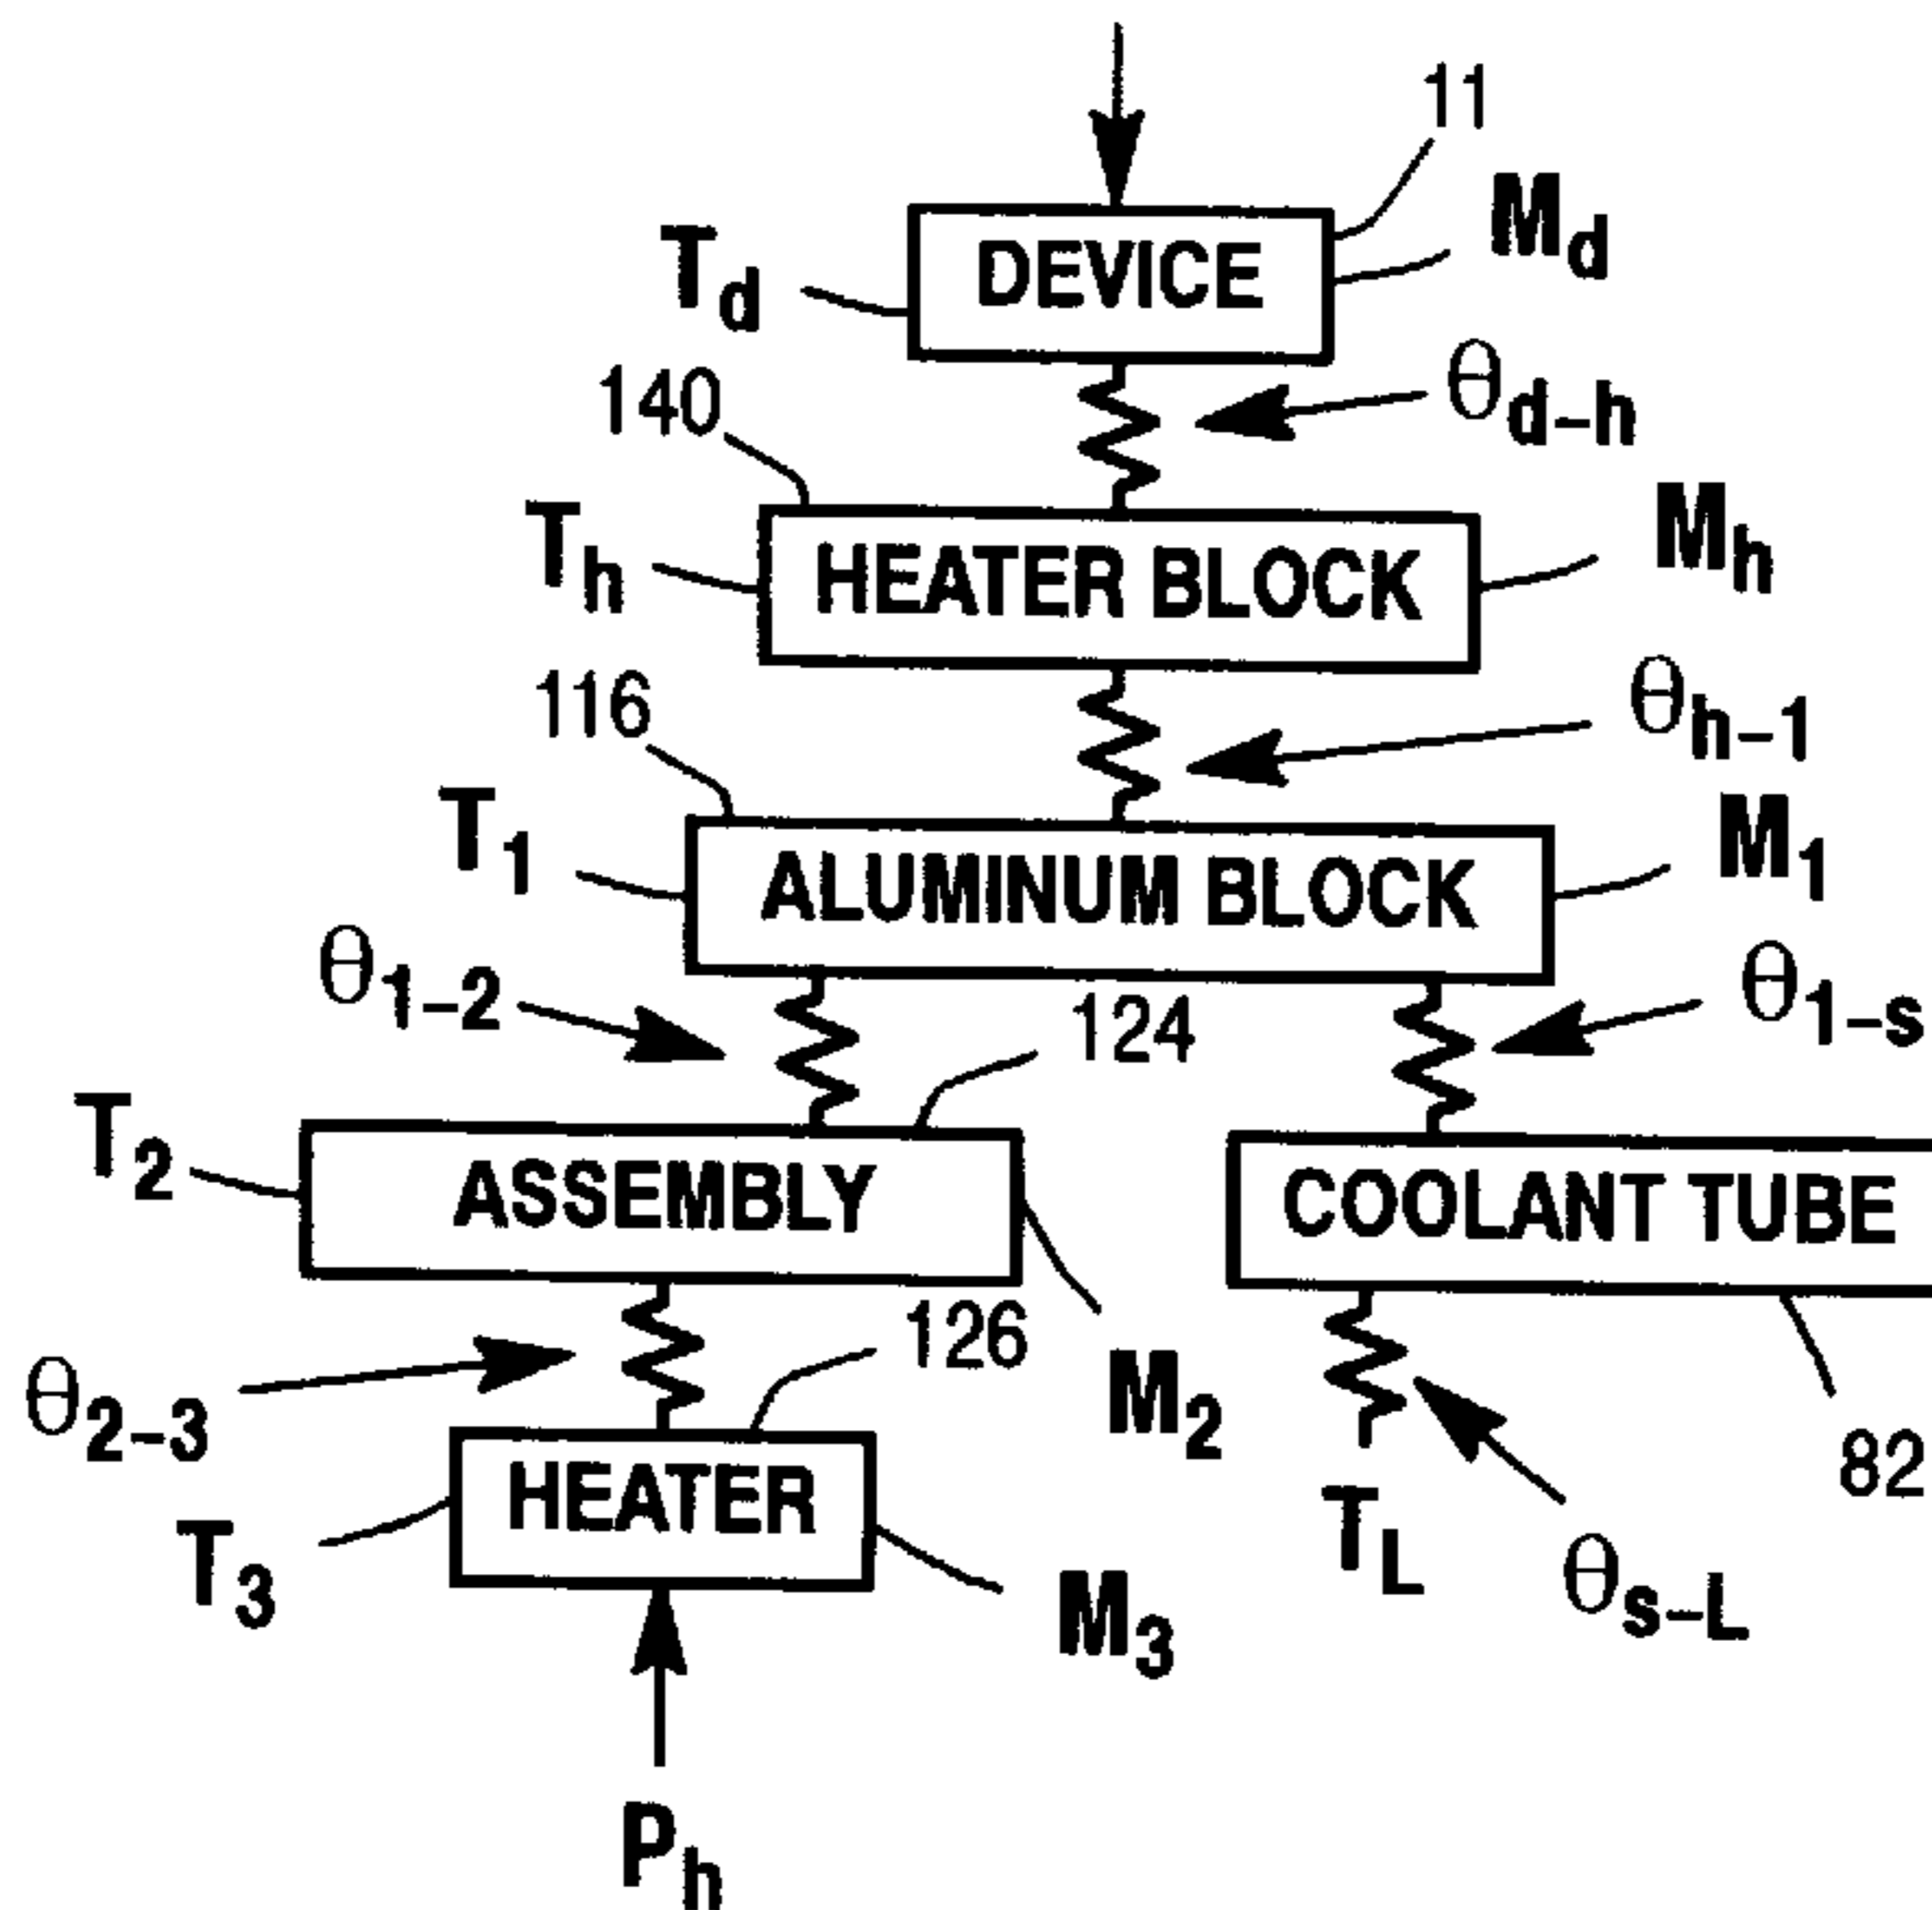 11
M_d
T_d
DEVICE
θ_d-h
140
T_h
HEATER BLOCK
M_h
116
θ_h-1
T_1
ALUMINUM BLOCK
M_1
θ_1-2
124
θ_1-s
T_2
ASSEMBLY
COOLANT TUBE
126
θ_2-3
M_2
82
HEATER
T_3
T_L
θ_s-L
M_3
P_h